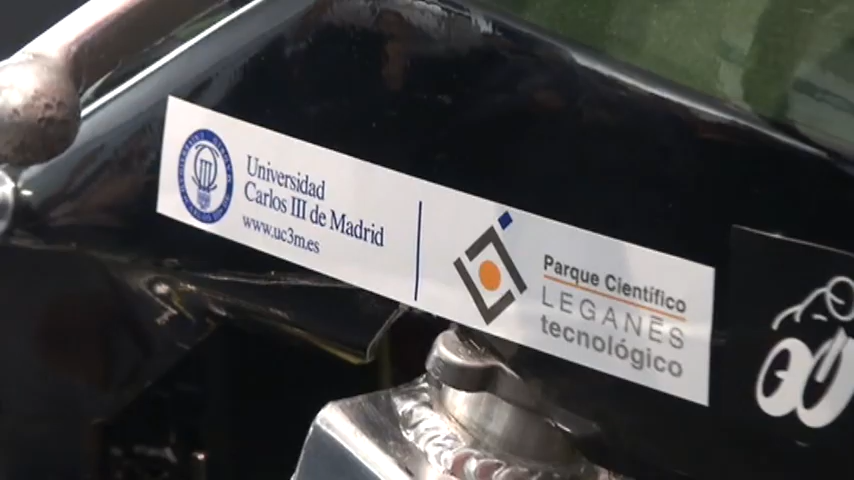 Universidad
Carlos III de Madrid
www.uc3m.es
Parque Científico
LEGANÉS
tecnológico